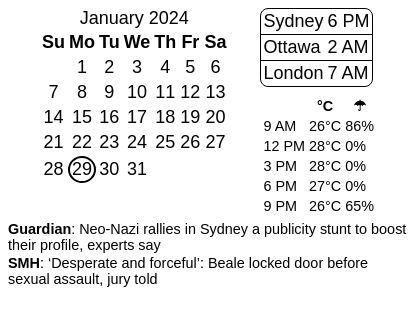 January 2024
Su Mo Tu We Th Fr Sa
1 2 3 4 5 6
7 8 9 10 11 12 13
14 15 16 17 18 19 20
21 22 23 24 25 26 27
28 29 30 31
Sydney 6 PM
Ottawa 2 AM
London 7 AM
°C ☂
9 AM 26°C 86%
12 PM 28°C 0%
3 PM 28°C 0%
6 PM 27°C 0%
9 PM 26°C 65%
Guardian: Neo-Nazi rallies in Sydney a publicity stunt to boost
their profile, experts say
SMH: ‘Desperate and forceful’: Beale locked door before
sexual assault, jury told